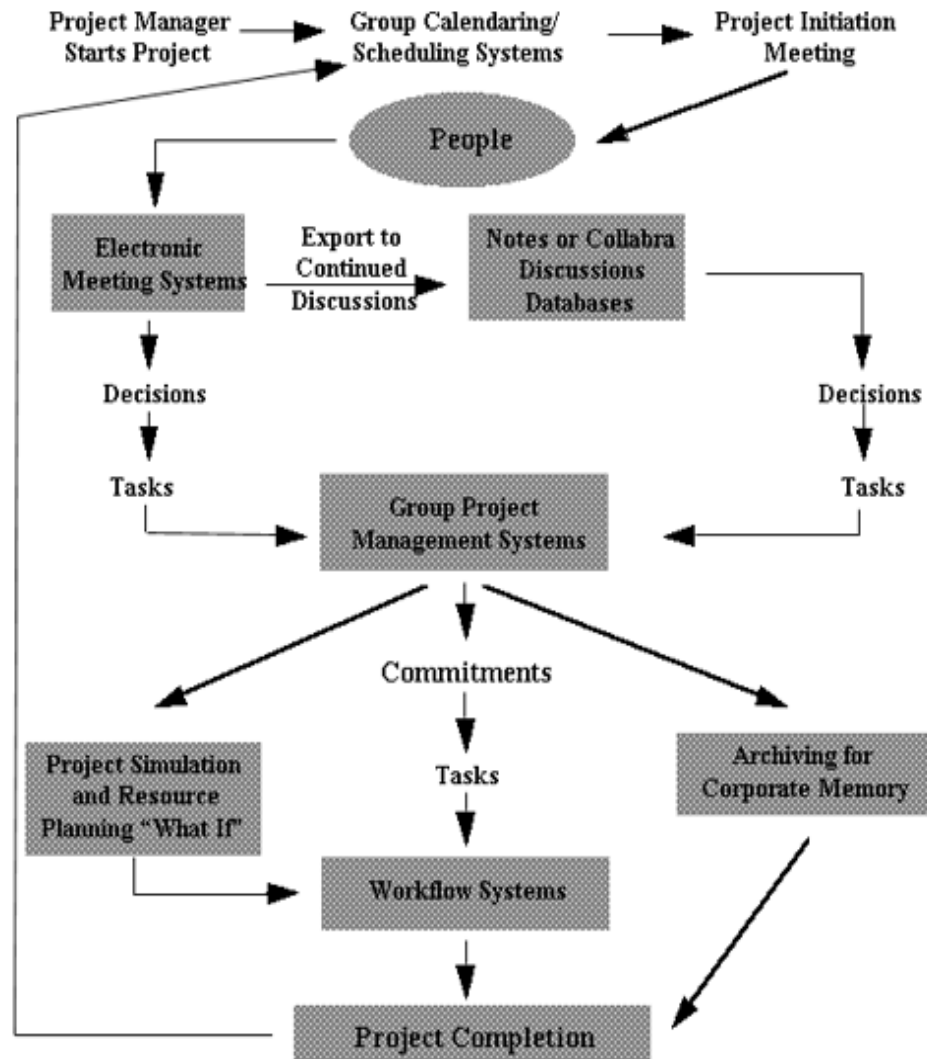 Project Manager
Starts Project
Group Calendaring/
Scheduling Systems
Project Initiation
Meeting
People
Electronic
Meeting Systems
Export to
Continued
Discussions
Notes or Collabra
Discussions
Databases
Decisions
Decisions
Tasks
Tasks
Group Project
Management Systems
Commitments
Project Simulation
and Resource
Planning “What If”
Tasks
Archiving for
Corporate Memory
Workflow Systems
Project Completion